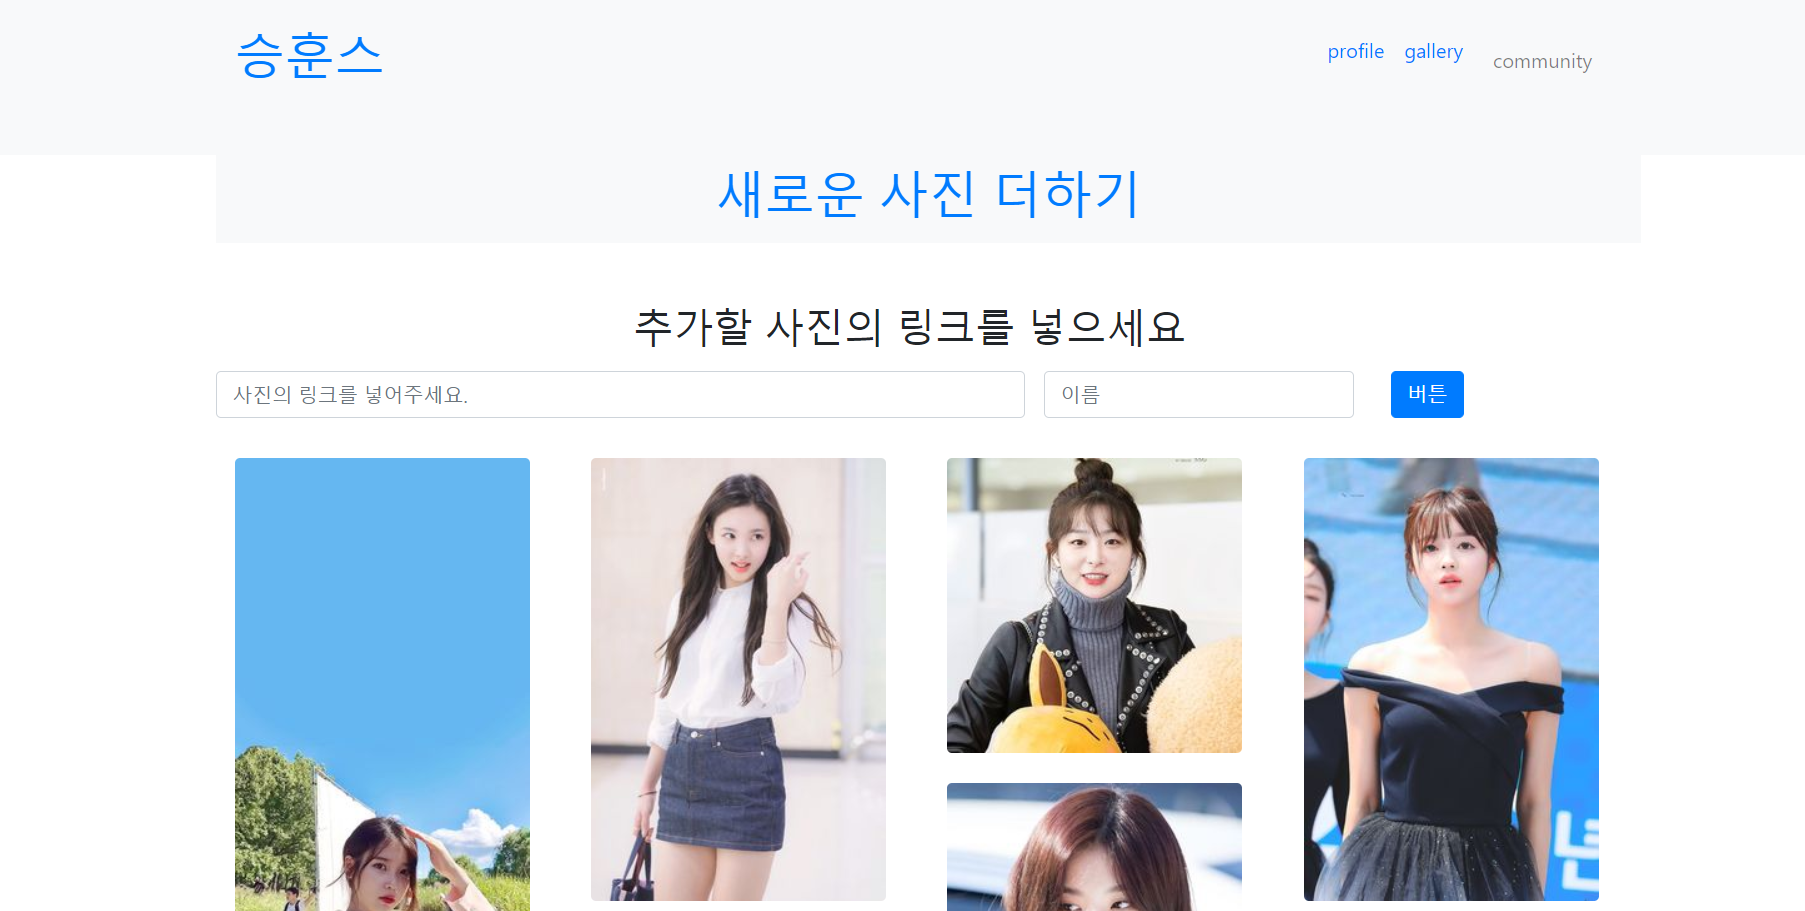 승훈스
profile gallery community
새로운 사진 더하기
추가할 사진의 링크를 넣으세요
사진의 링크를 넣어주세요.
이름
버튼
년